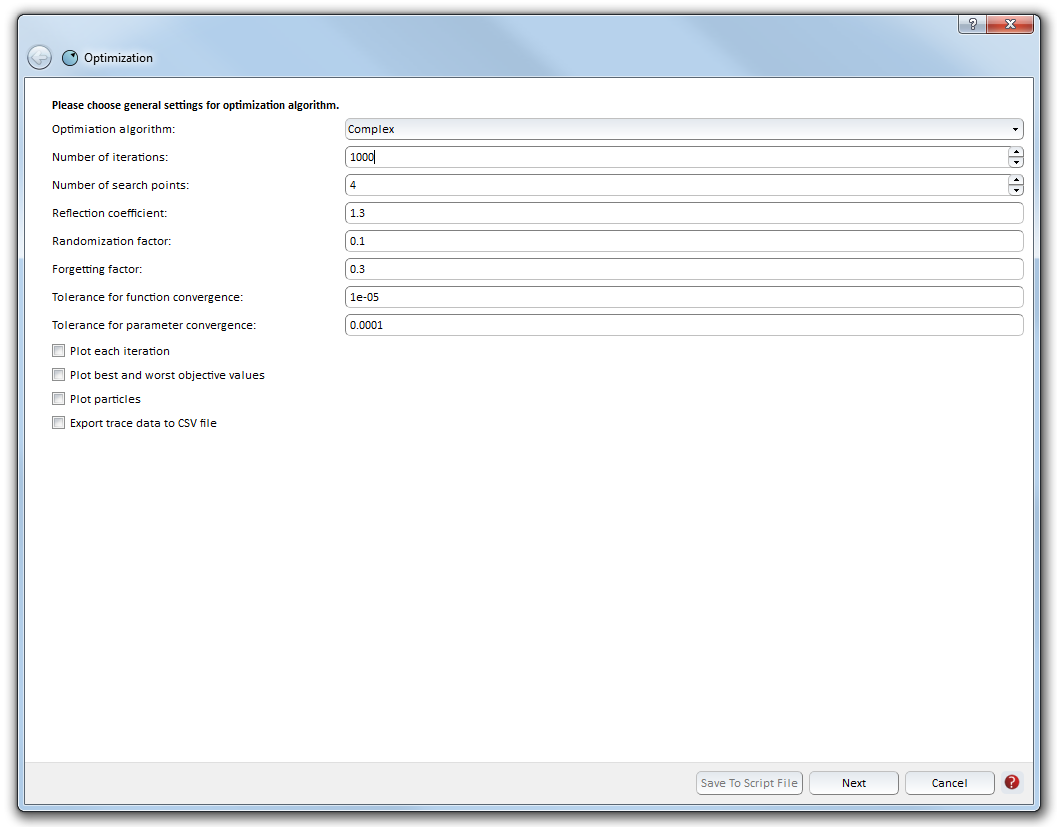 Optimization
Please choose general settings for optimization algorithm.
Optimiation algorithm: Complex
Number of iterations: 1000
Number of search points: 4
Reflection coefficient: 1.3
Randomization factor: 0.1
Forgetting factor: 0.3
Tolerance for function convergence: 1e-05
Tolerance for parameter convergence: 0.0001
Plot each iteration
Plot best and worst objective values
Plot particles
Export trace data to CSV file
Save To Script File Next Cancel ?